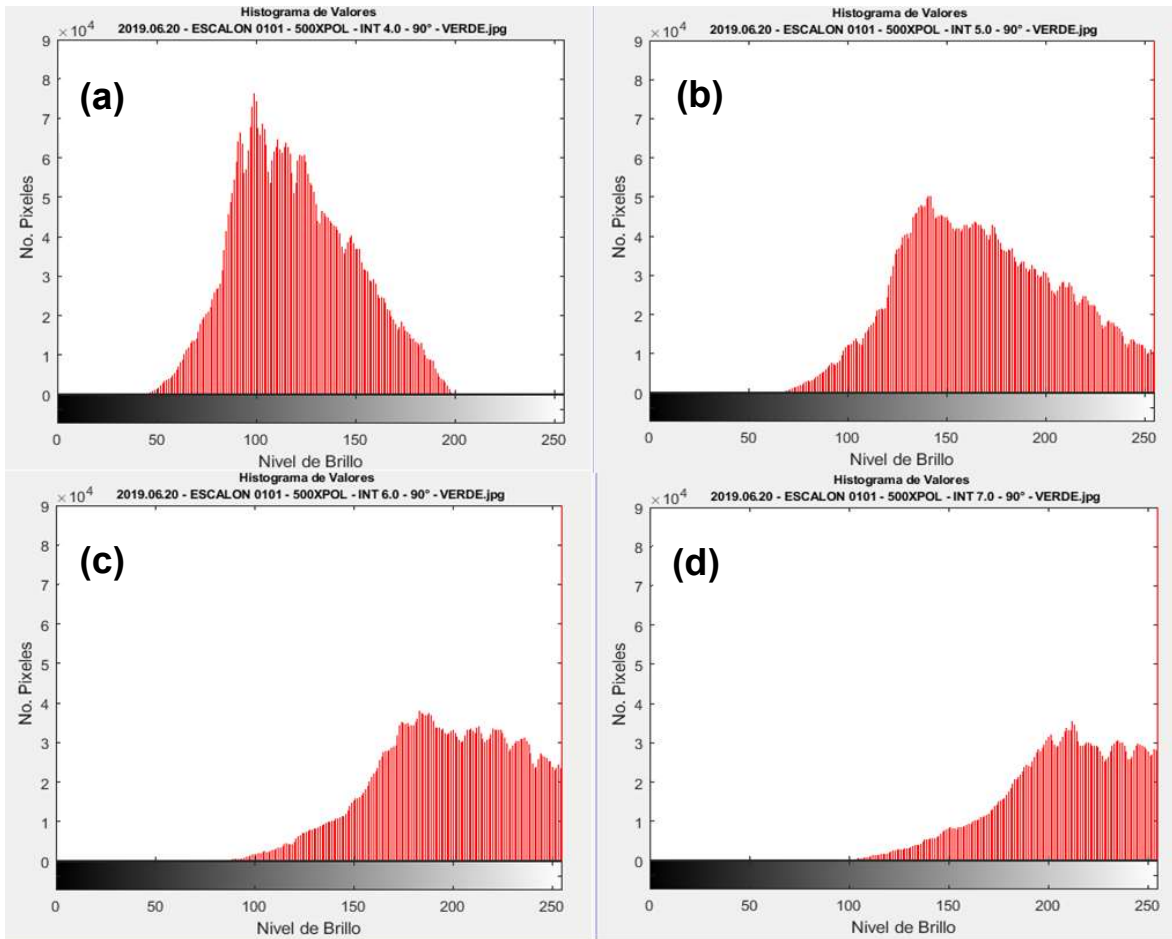 Histograma de Valores
2019.06.20 - ESCALON 0101 - 500XPOL - INT 4.0 - 90° - VERDE.jpg
× 10⁴
(a)
9
8
7
6
5
4
3
2
1
0
No. Pixeles
0 50 100 150 200 250
Nivel de Brillo
Histograma de Valores
2019.06.20 - ESCALON 0101 - 500XPOL - INT 5.0 - 90° - VERDE.jpg
× 10⁴
(b)
9
8
7
6
5
4
3
2
1
0
No. Pixeles
0 50 100 150 200 250
Nivel de Brillo
Histograma de Valores
2019.06.20 - ESCALON 0101 - 500XPOL - INT 6.0 - 90° - VERDE.jpg
× 10⁴
(c)
9
8
7
6
5
4
3
2
1
0
No. Pixeles
0 50 100 150 200 250
Nivel de Brillo
Histograma de Valores
2019.06.20 - ESCALON 0101 - 500XPOL - INT 7.0 - 90° - VERDE.jpg
× 10⁴
(d)
9
8
7
6
5
4
3
2
1
0
No. Pixeles
0 50 100 150 200 250
Nivel de Brillo